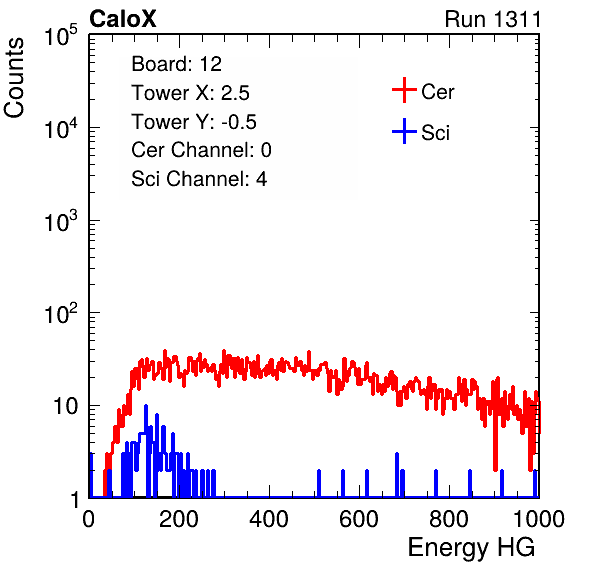 CaloX Run 1311
Counts
10^5
10^4
10^3
10^2
10
1
Board: 12
Tower X: 2.5
Tower Y: -0.5
Cer Channel: 0
Sci Channel: 4
Cer
Sci
0 200 400 600 800 1000
Energy HG